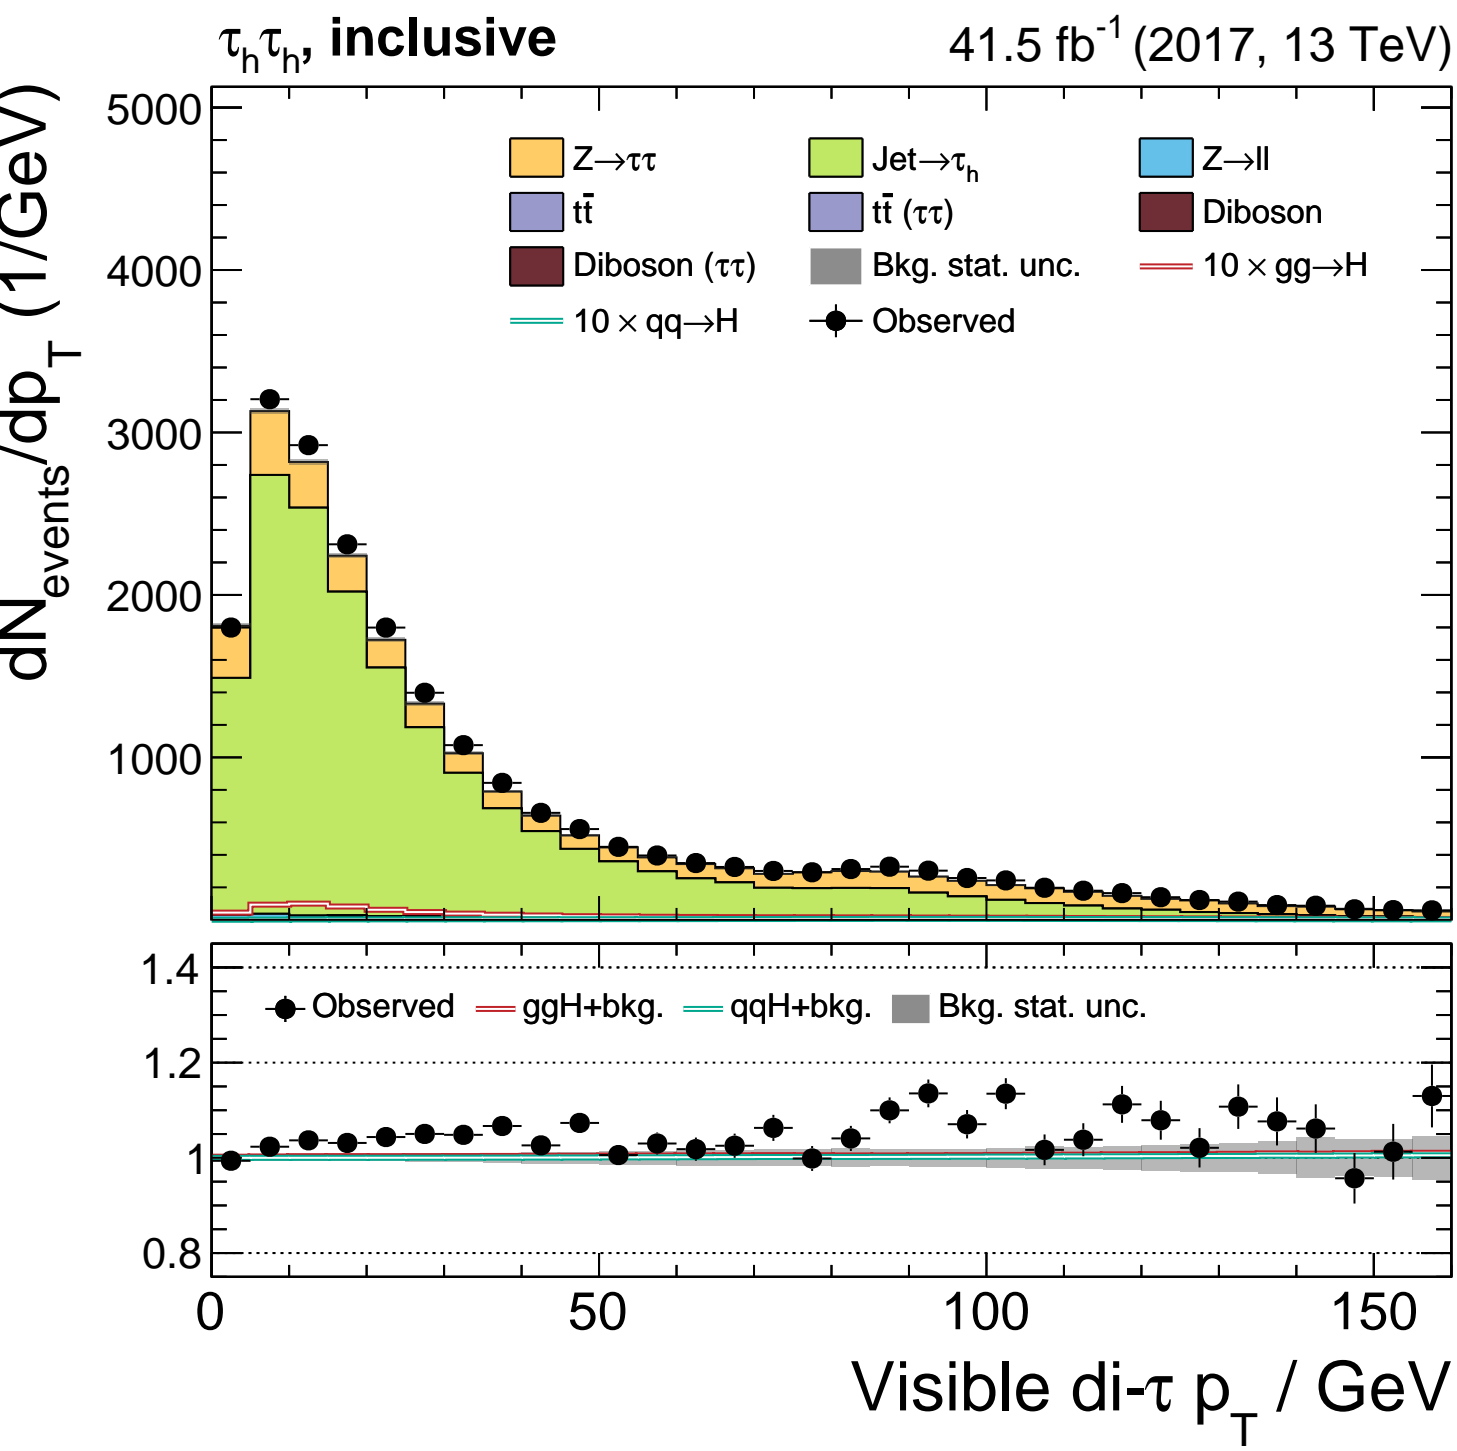 τhτh, inclusive 41.5 fb-1 (2017, 13 TeV)
dNevents/dpT (1/GeV)
5000
4000
3000
2000
1000
Z→ττ Jet→τh Z→ll
tt̄ tt̄ (ττ) Diboson
Diboson (ττ) Bkg. stat. unc. 10 × gg→H
10 × qq→H Observed
1.4
1.2
1
0.8
Observed ggH+bkg. qqH+bkg. Bkg. stat. unc.
0 50 100 150
Visible di-τ pT / GeV